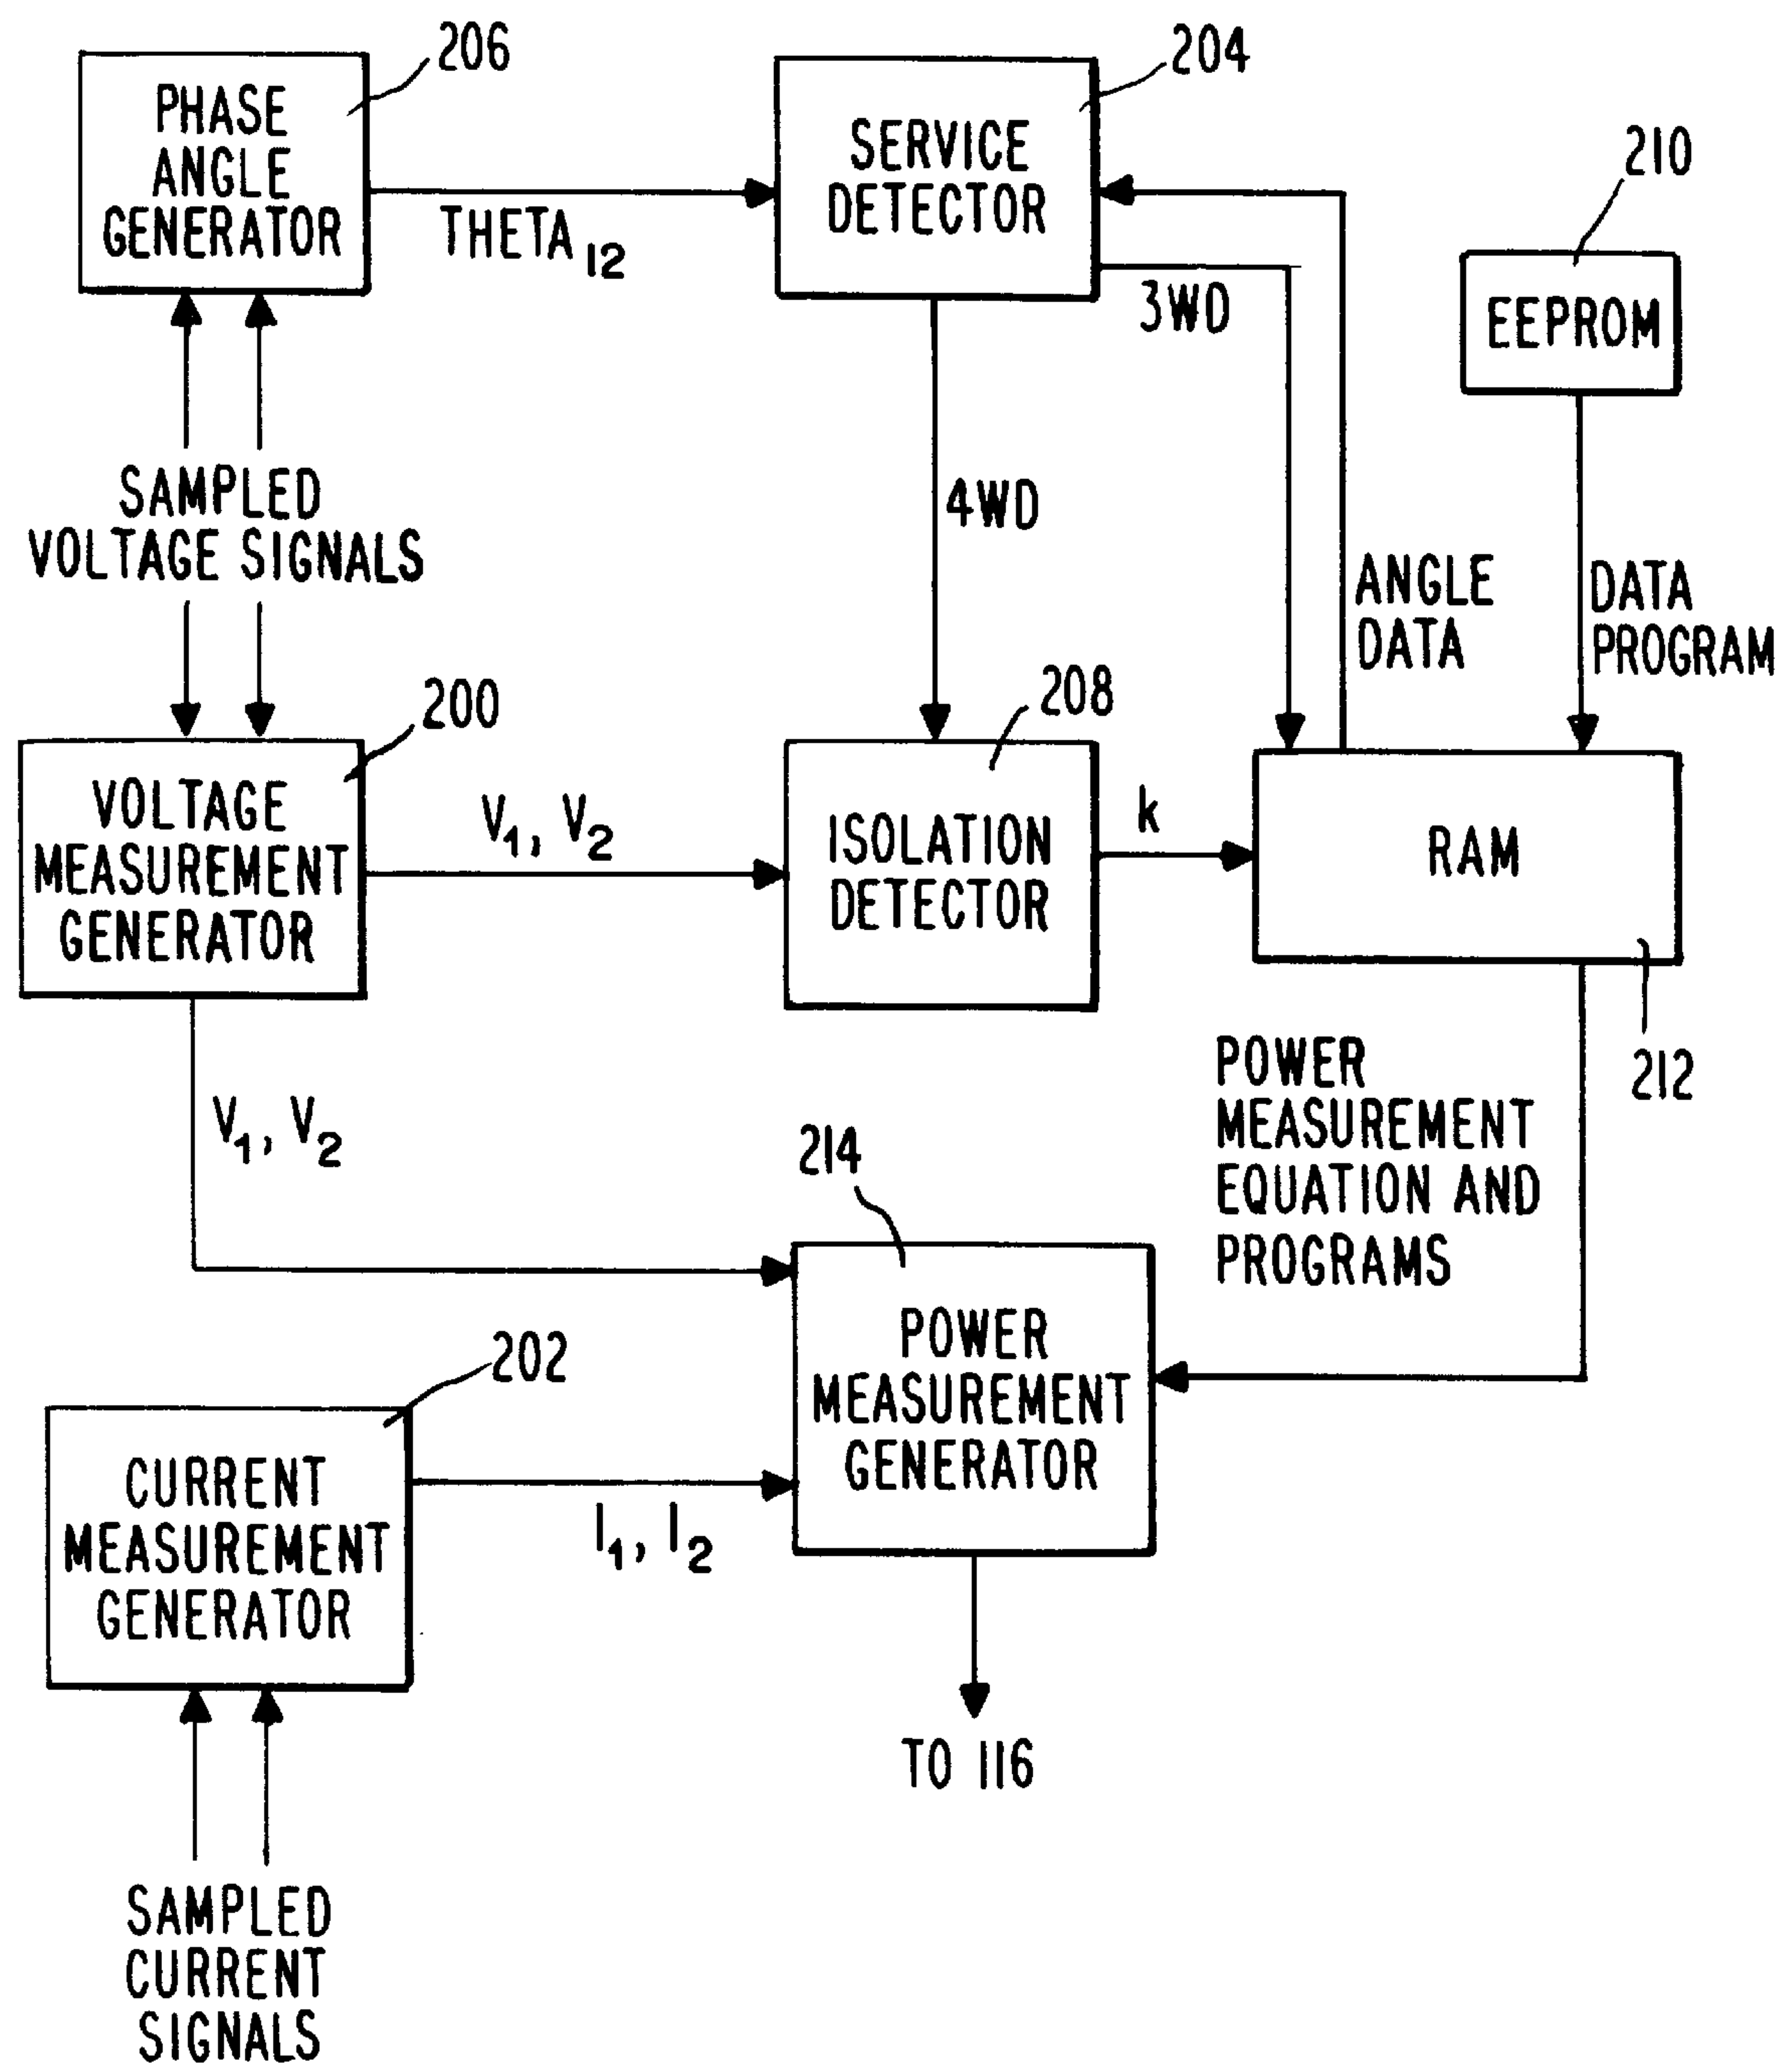 206
PHASE
ANGLE
GENERATOR
THETA12
204
SERVICE
DETECTOR
3WD
210
EEPROM
SAMPLED
VOLTAGE SIGNALS
4WD
ANGLE
DATA
DATA
PROGRAM
200
VOLTAGE
MEASUREMENT
GENERATOR
V1, V2
208
ISOLATION
DETECTOR
k
RAM
212
V1, V2
POWER
MEASUREMENT
EQUATION AND
PROGRAMS
214
POWER
MEASUREMENT
GENERATOR
202
CURRENT
MEASUREMENT
GENERATOR
I1, I2
TO 116
SAMPLED
CURRENT
SIGNALS